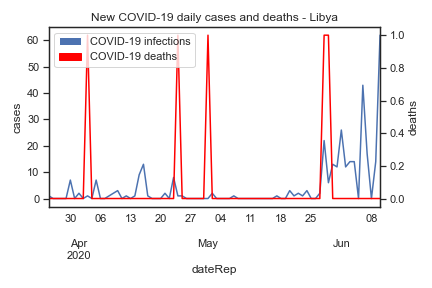 New COVID-19 daily cases and deaths - Libya
COVID-19 infections
COVID-19 deaths
60
50
40
30
20
10
0
cases
1.0
0.8
0.6
0.4
0.2
0.0
deaths
30 06 13 20 27 04 11 18 25 08
Apr May Jun
2020
dateRep